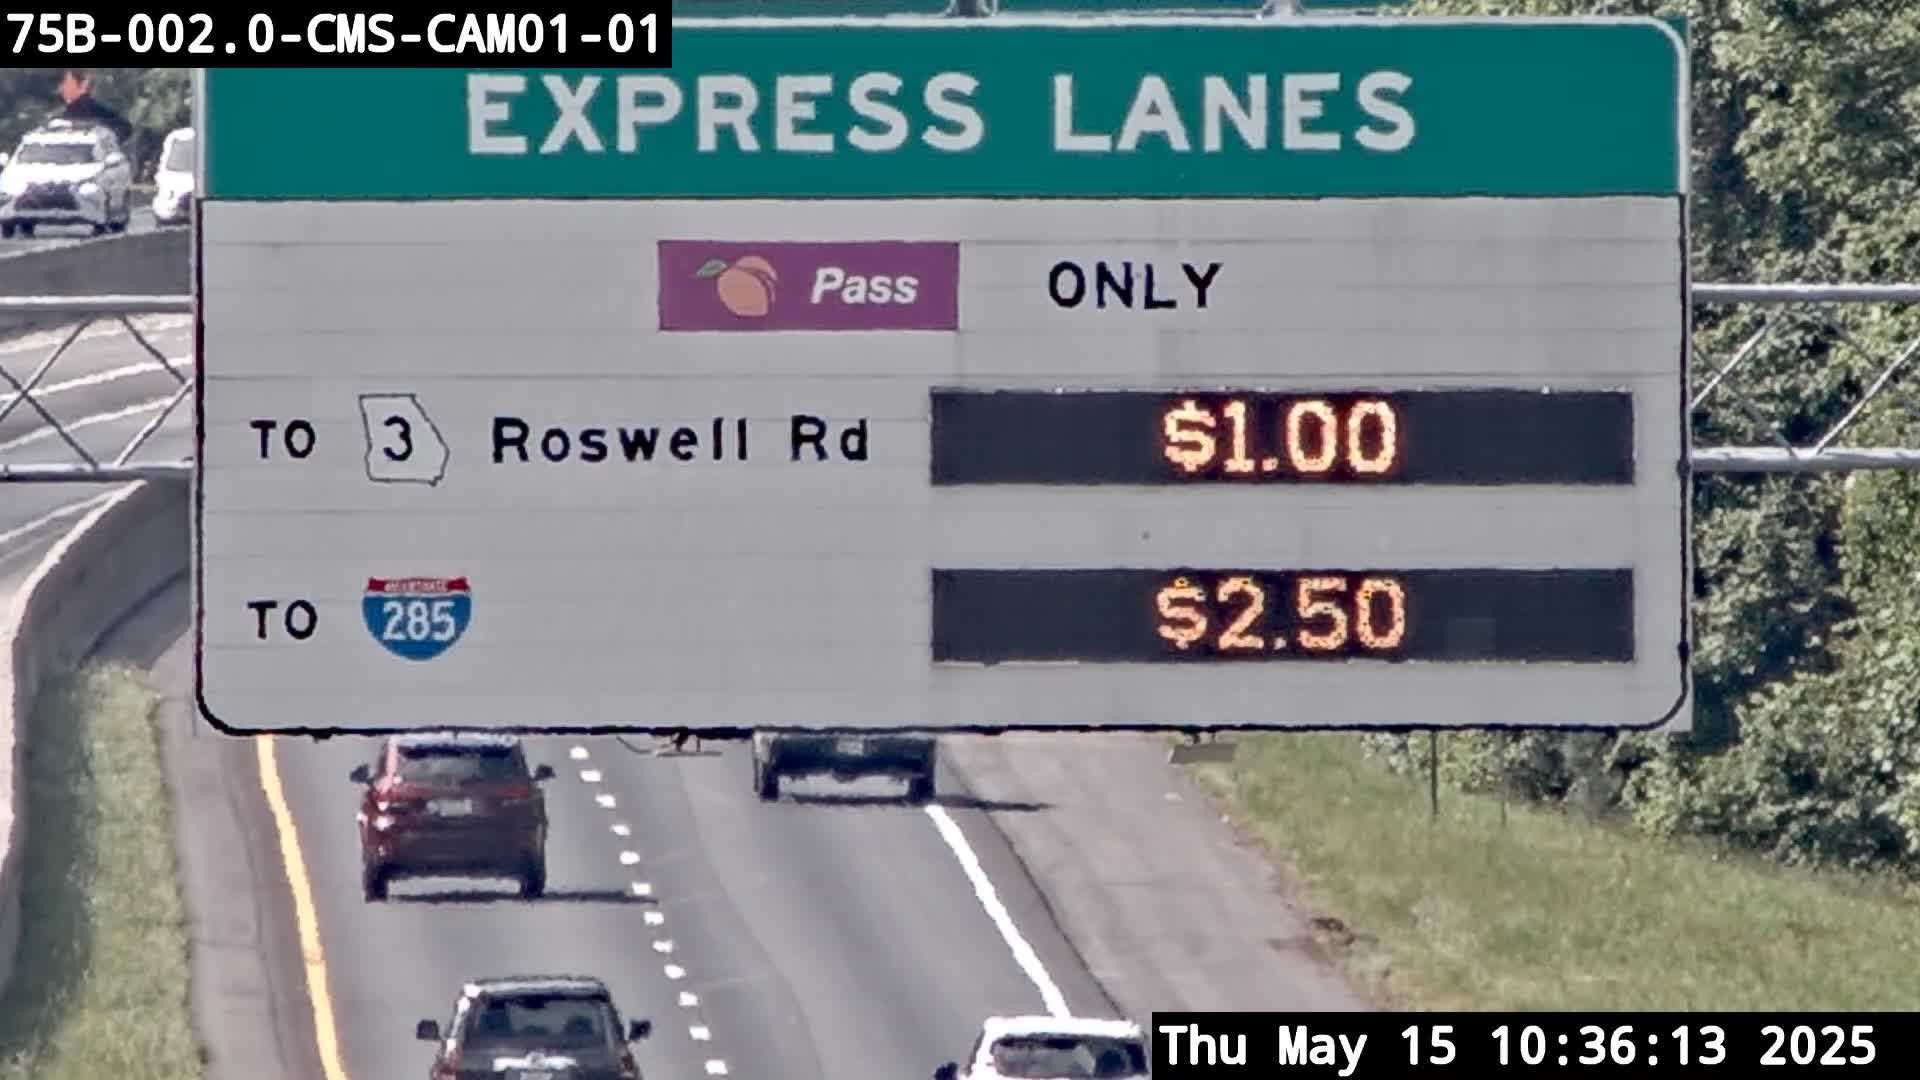 75B-002.0-CMS-CAM01-01
EXPRESS LANES
Pass ONLY
TO 3 Roswell Rd $1.00
TO 285 $2.50
Thu May 15 10:36:13 2025